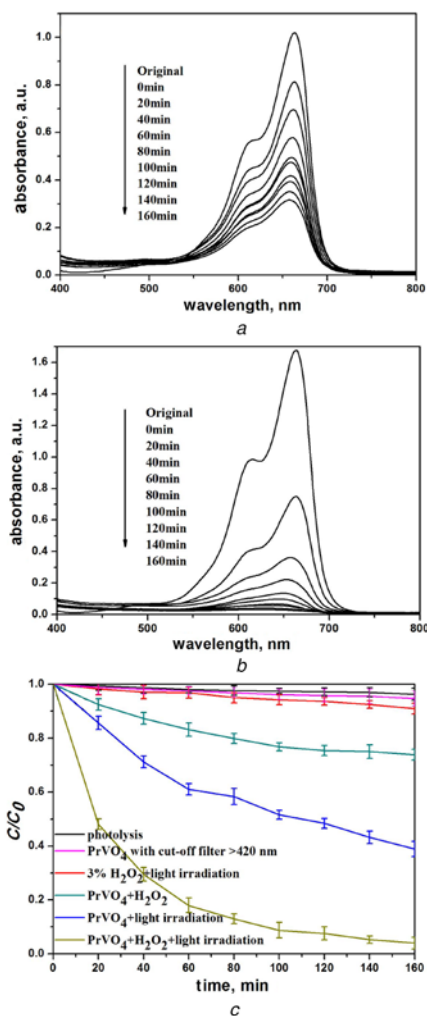 1.0
0.8
0.6
0.4
0.2
0.0
absorbance, a.u.
Original
0min
20min
40min
60min
80min
100min
120min
140min
160min
400 500 600 700 800
wavelength, nm
a
1.6
1.4
1.2
1.0
0.8
0.6
0.4
0.2
0.0
absorbance, a.u.
Original
0min
20min
40min
60min
80min
100min
120min
140min
160min
400 500 600 700 800
wavelength, nm
b
1.0
0.8
0.6
0.4
0.2
0.0
C/C0
photolysis
PrVO4 with cut-off filter >420 nm
3% H2O2+light irradiation
PrVO4+H2O2
PrVO4+light irradiation
PrVO4+H2O2+light irradiation
0 20 40 60 80 100 120 140 160
time, min
c